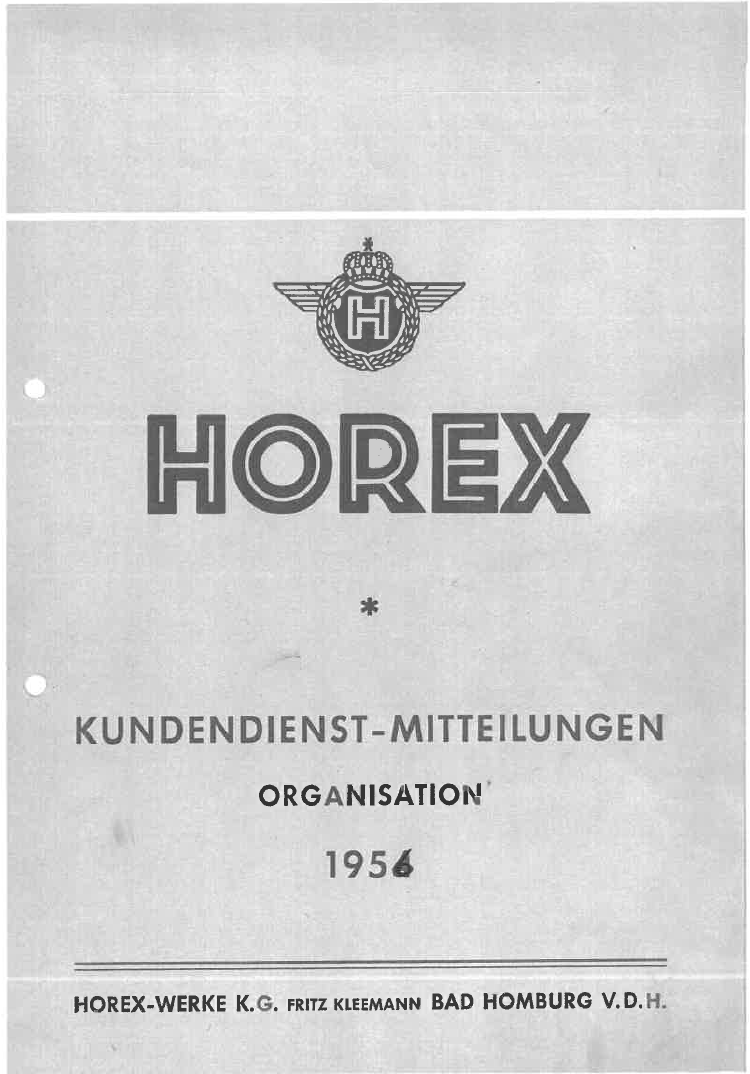 H
HOREX
*
KUNDENDIENST-MITTEILUNGEN
ORGANISATION
1956
HOREX-WERKE K.G. FRITZ KLEEMANN BAD HOMBURG V.D.H.